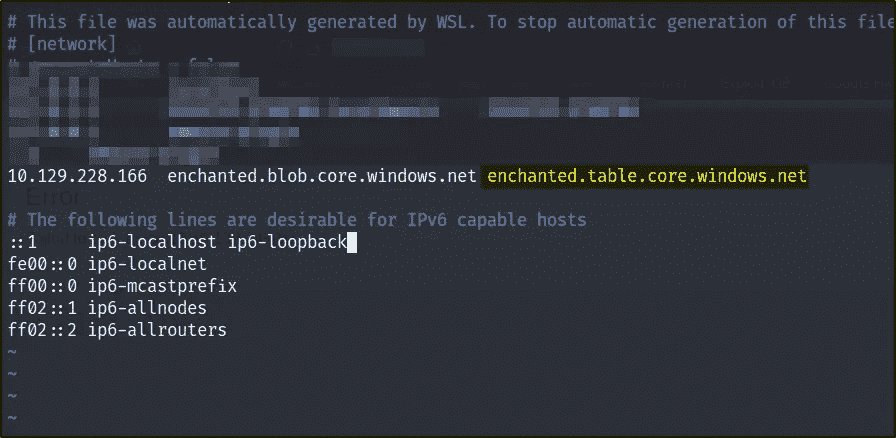 # This file was automatically generated by WSL. To stop automatic generation of this file
# [network]
10.129.228.166  enchanted.blob.core.windows.net enchanted.table.core.windows.net
Error
# The following lines are desirable for IPv6 capable hosts
::1     ip6-localhost ip6-loopback
fe00::0 ip6-localnet
ff00::0 ip6-mcastprefix
ff02::1 ip6-allnodes
ff02::2 ip6-allrouters
~
~
~
~